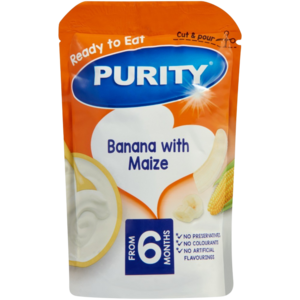 Ready to Eat
Cut & pour
PURITY®
Banana with
Maize
FROM 6 MONTHS
NO PRESERVATIVES
NO COLOURANTS
NO ARTIFICIAL
FLAVOURINGS